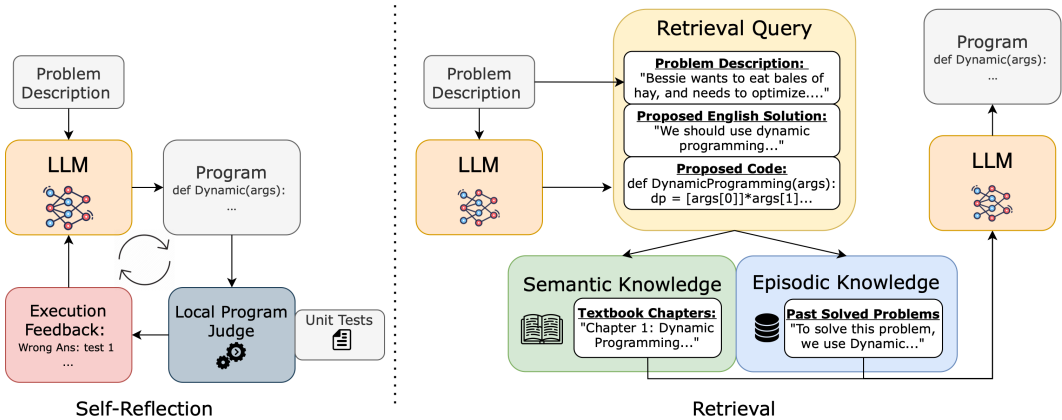 Problem
Description
LLM
Program
def Dynamic(args):
...
Execution
Feedback:
Wrong Ans: test 1
...
Local Program
Judge
Unit Tests
Self-Reflection
Problem
Description
LLM
Retrieval Query
Problem Description:
"Bessie wants to eat bales of
hay, and needs to optimize...."
Proposed English Solution:
"We should use dynamic
programming..."
Proposed Code:
def DynamicProgramming(args):
dp = [args[0]]*args[1]...
Semantic Knowledge
Textbook Chapters:
"Chapter 1: Dynamic
Programming..."
Episodic Knowledge
Past Solved Problems
"To solve this problem,
we use Dynamic..."
Program
def Dynamic(args):
...
LLM
Retrieval